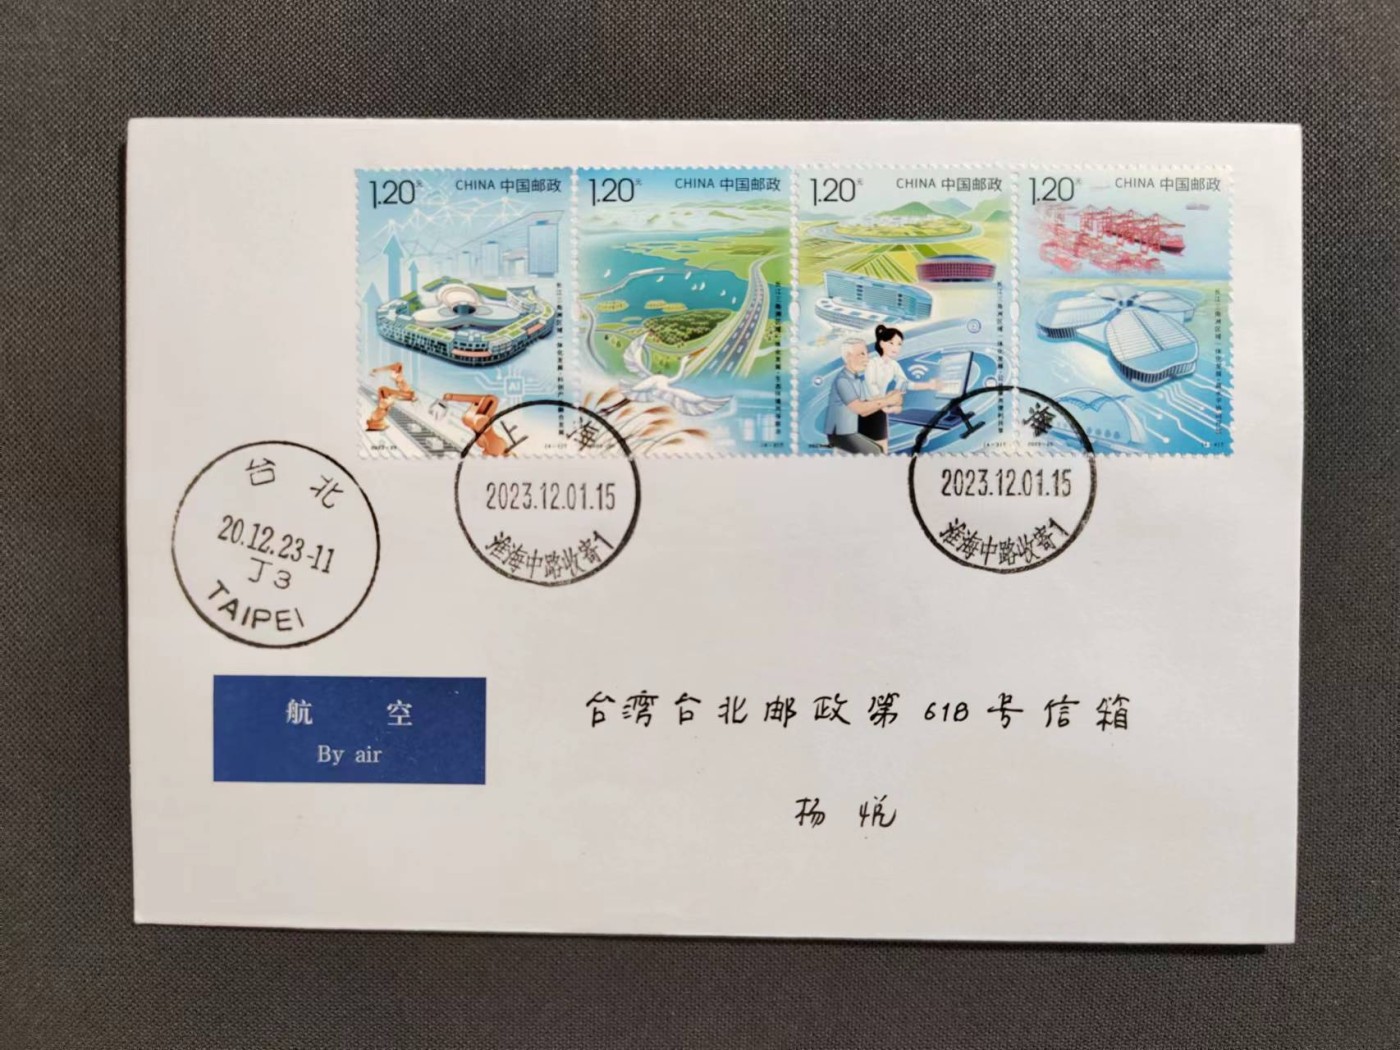 1.20元 CHINA 中国邮政
1.20元 CHINA 中国邮政
1.20元 CHINA 中国邮政
1.20元 CHINA 中国邮政
AI
上海
2023.12.01.15
淮海中路收寄1
上海
2023.12.01.15
淮海中路收寄1
台北
20.12.23-11
J3
TAIPEI
航空
By air
台湾台北邮政第618号信箱
杨悦